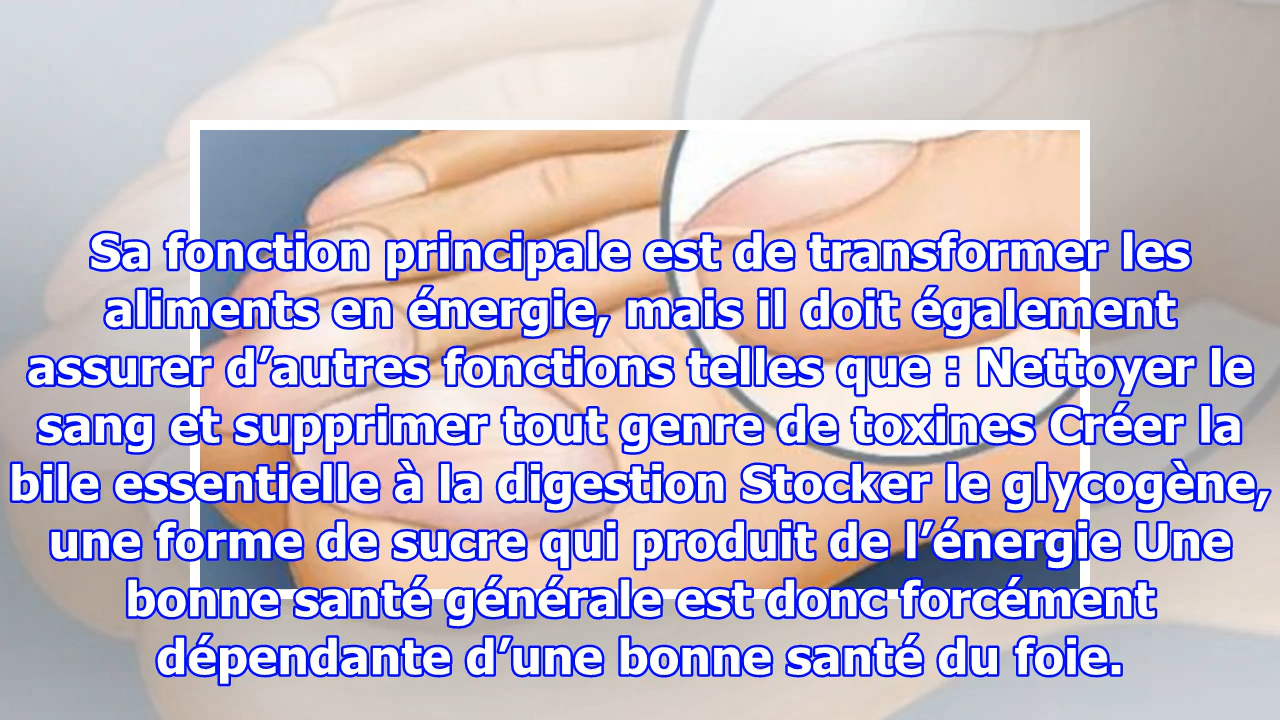 Sa fonction principale est de transformer les
aliments en énergie, mais il doit également
assurer d’autres fonctions telles que : Nettoyer le
sang et supprimer tout genre de toxines Créer la
bile essentielle à la digestion Stocker le glycogène,
une forme de sucre qui produit de l’énergie Une
bonne santé générale est donc forcément
dépendante d’une bonne santé du foie.